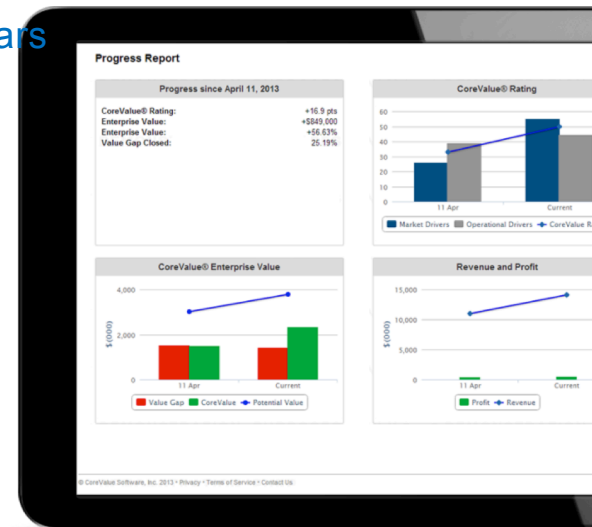 ars
Progress Report
Progress since April 11, 2013
CoreValue® Rating: +16.9 pts
Enterprise Value: +$849,000
Enterprise Value: +56.63%
Value Gap Closed: 25.19%
CoreValue® Rating
60
50
40
30
20
10
0
11 Apr Current
Market Drivers Operational Drivers CoreValue R
CoreValue® Enterprise Value
4,000
2,000
0
$(000)
11 Apr Current
Value Gap CoreValue Potential Value
Revenue and Profit
15,000
10,000
5,000
0
$(000)
11 Apr Current
Profit Revenue
© CoreValue Software, Inc. 2013 • Privacy • Terms of Service • Contact Us